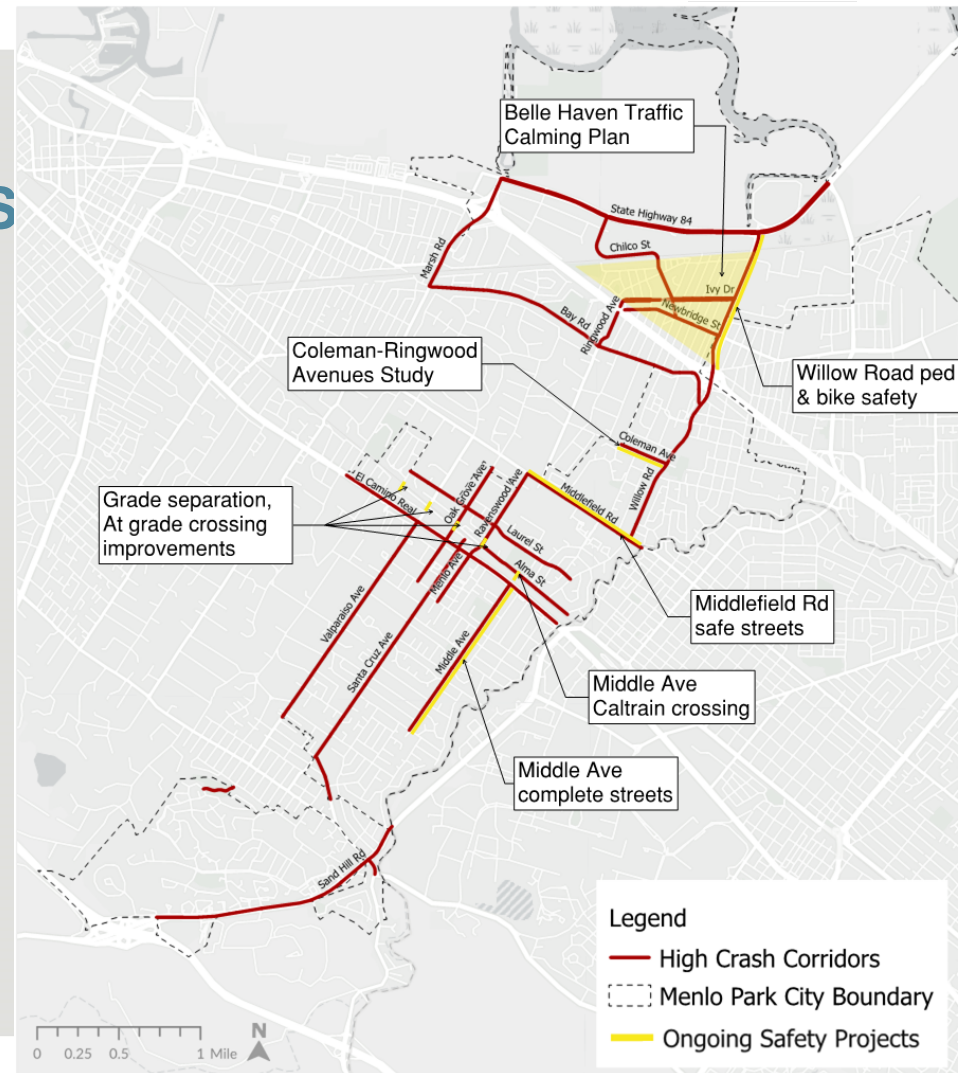 s
Belle Haven Traffic
Calming Plan
State Highway 84
Chilco St
Marsh Rd
Ivy Dr
Newbridge St
Bay Rd
Ringwood Ave
Coleman-Ringwood
Avenues Study
Willow Road ped
& bike safety
Coleman Ave
Willow Rd
El Camino Real
Oak Grove Ave
Ravenswood Ave
Middlefield Rd
Grade separation,
At grade crossing
improvements
Laurel St
Menlo Ave
Alma St
Valparaiso Ave
Santa Cruz Ave
Middle Ave
Middlefield Rd
safe streets
Middle Ave
Caltrain crossing
Middle Ave
complete streets
Sand Hill Rd
Legend
High Crash Corridors
Menlo Park City Boundary
Ongoing Safety Projects
N
0 0.25 0.5 1 Mile